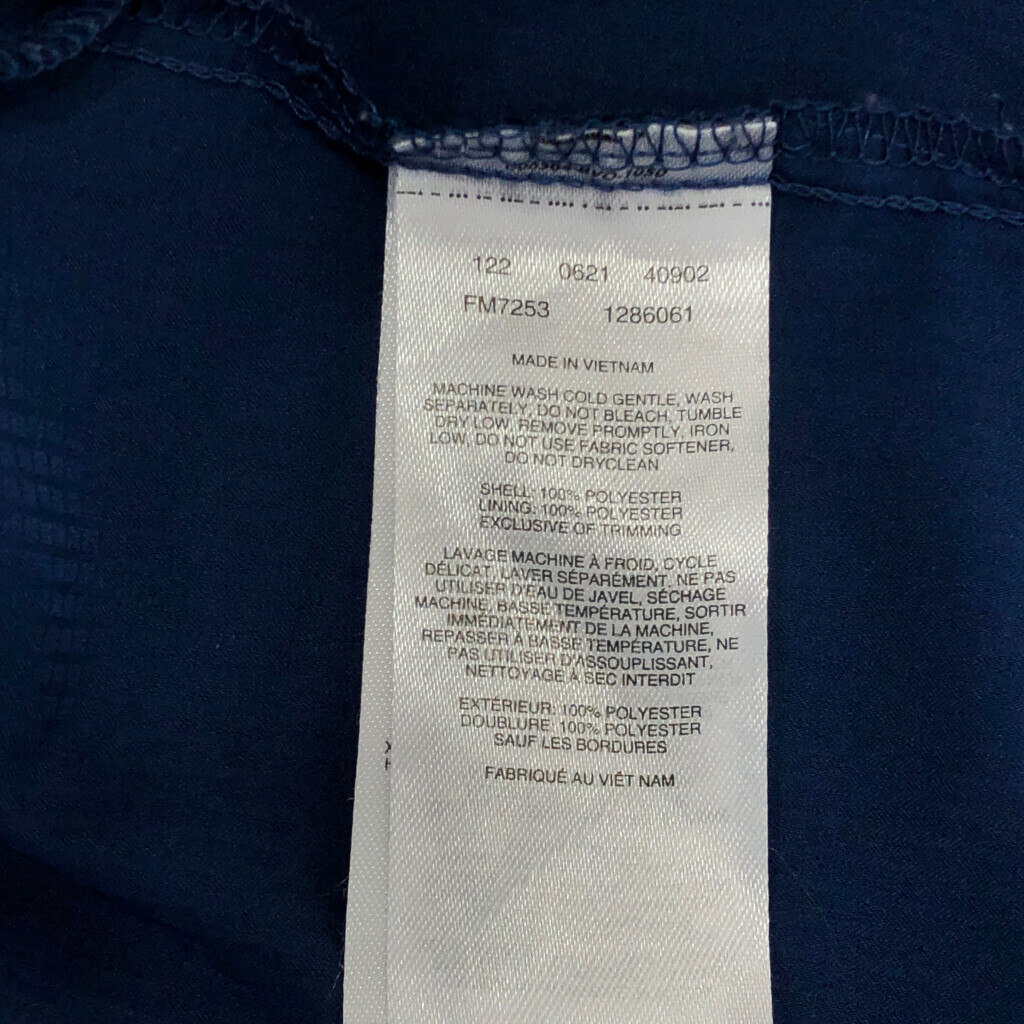 122 0621 40902
FM7253 1286061
MADE IN VIETNAM
MACHINE WASH COLD GENTLE, WASH
SEPARATELY, DO NOT BLEACH, TUMBLE
DRY LOW, REMOVE PROMPTLY, IRON
LOW, DO NOT USE FABRIC SOFTENER,
DO NOT DRYCLEAN
SHELL: 100% POLYESTER
LINING: 100% POLYESTER
EXCLUSIVE OF TRIMMING
LAVAGE MACHINE À FROID, CYCLE
DÉLICAT, LAVER SÉPARÉMENT, NE PAS
UTILISER D'EAU DE JAVEL, SÉCHAGE
MACHINE, BASSE TEMPÉRATURE, SORTIR
IMMÉDIATEMENT DE LA MACHINE,
REPASSER À BASSE TEMPÉRATURE, NE
PAS UTILISER D'ASSOUPLISSANT,
NETTOYAGE À SEC INTERDIT
EXTÉRIEUR: 100% POLYESTER
DOUBLURE: 100% POLYESTER
SAUF LES BORDURES
FABRIQUÉ AU VIÊT NAM